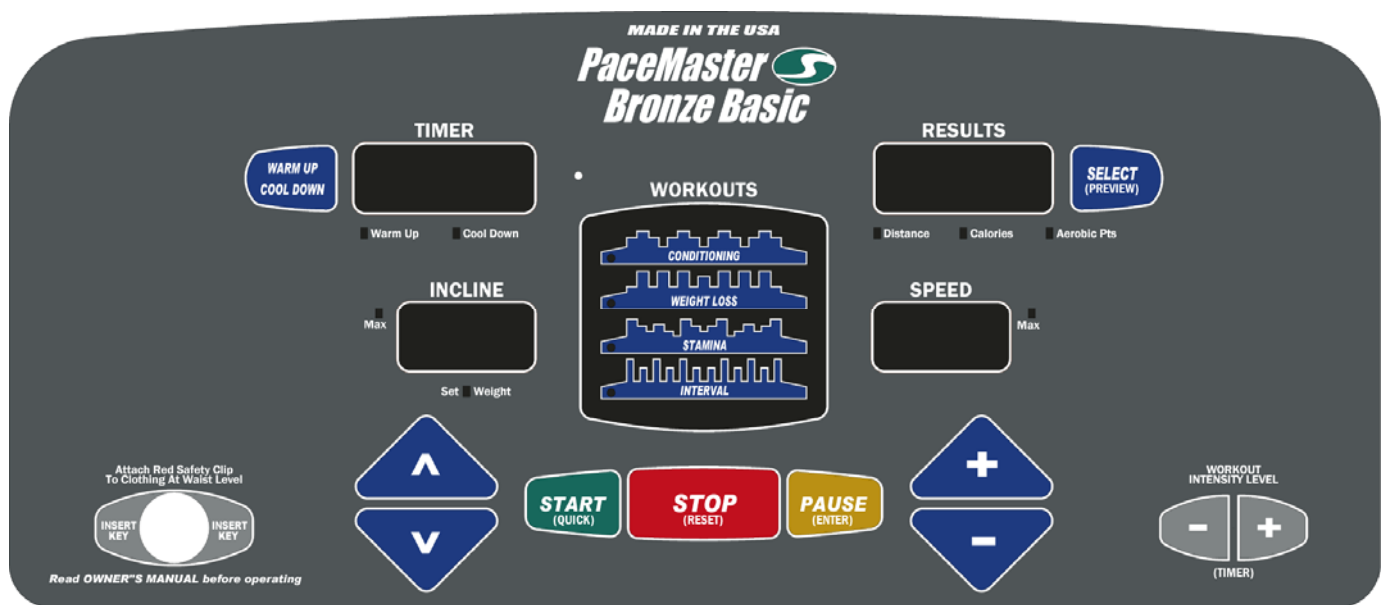 MADE IN THE USA
PaceMaster
Bronze Basic
TIMER
WARM UP
COOL DOWN
Warm Up Cool Down
RESULTS
SELECT
(PREVIEW)
Distance Calories Aerobic Pts
WORKOUTS
CONDITIONING
WEIGHT LOSS
STAMINA
INTERVAL
INCLINE
Max
Set Weight
SPEED
Max
Attach Red Safety Clip
To Clothing At Waist Level
INSERT
KEY
INSERT
KEY
Read OWNER"S MANUAL before operating
^
v
START
(QUICK)
STOP
(RESET)
PAUSE
(ENTER)
+
-
WORKOUT
INTENSITY LEVEL
- +
(TIMER)